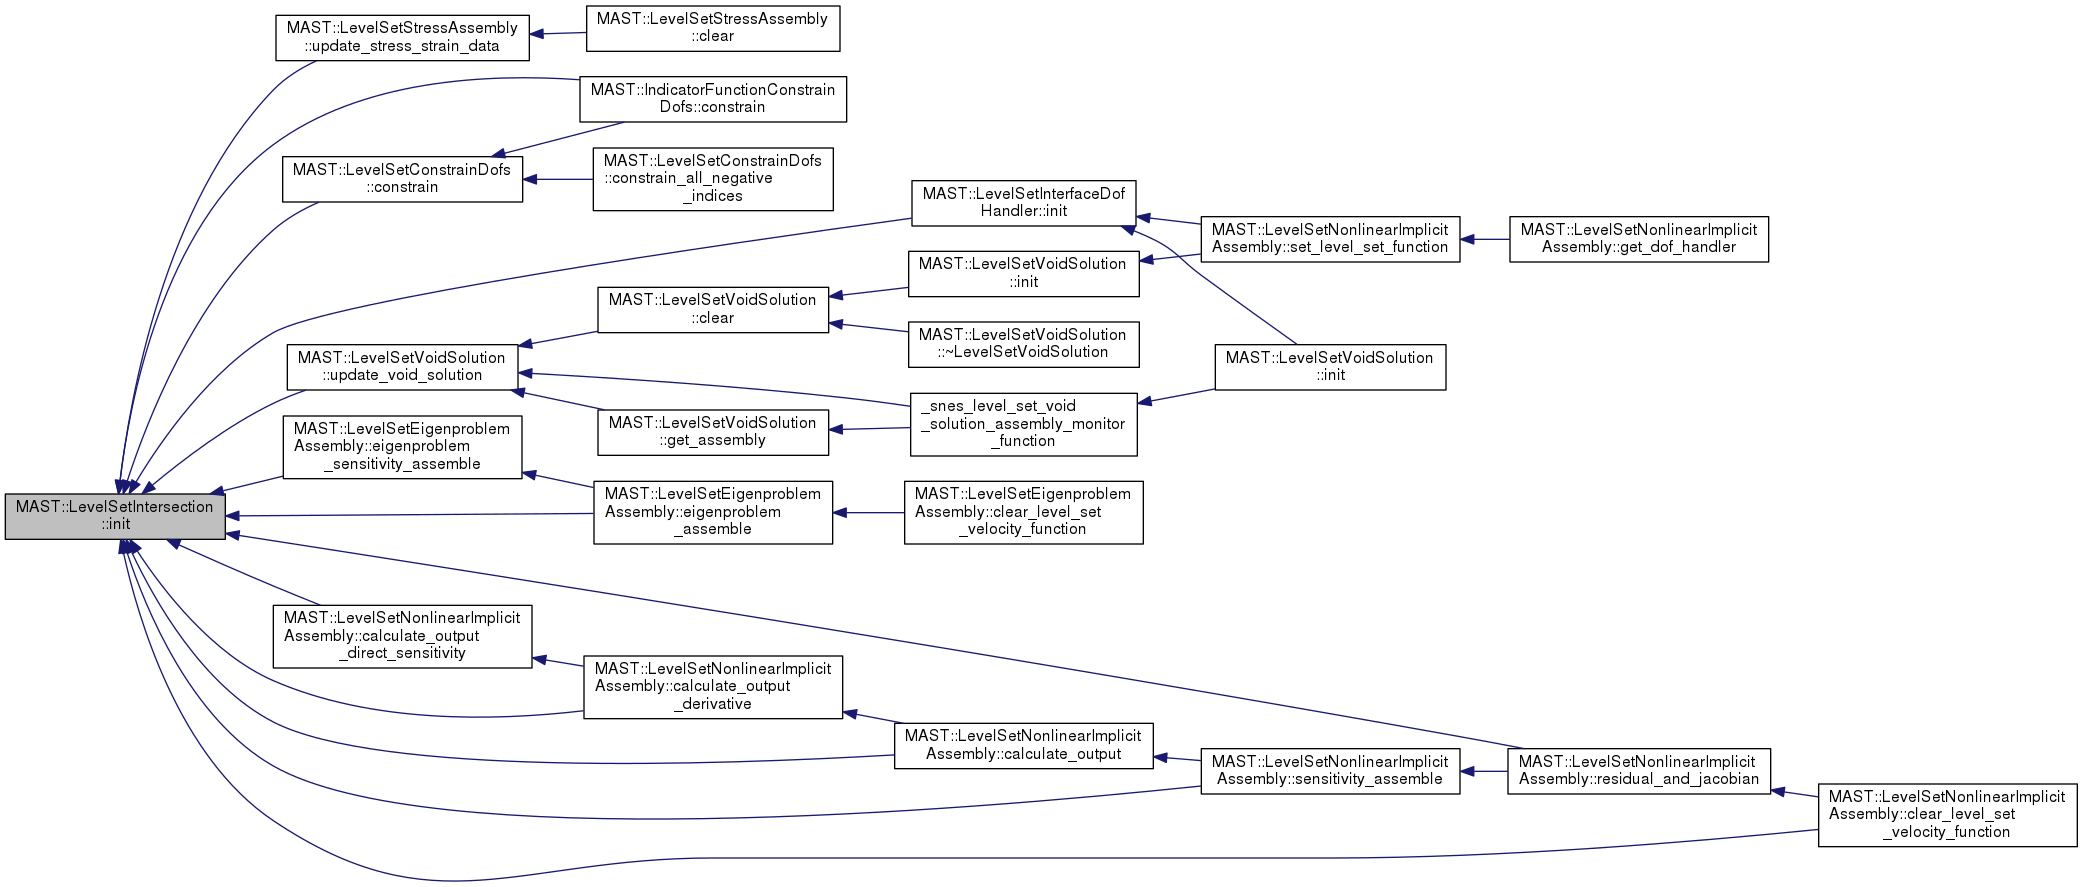 MAST::LevelSetStressAssembly
::update_stress_strain_data
MAST::LevelSetStressAssembly
::clear
MAST::IndicatorFunctionConstrain
Dofs::constrain
MAST::LevelSetConstrainDofs
::constrain
MAST::LevelSetConstrainDofs
::constrain_all_negative
_indices
MAST::LevelSetInterfaceDof
Handler::init
MAST::LevelSetNonlinearImplicit
Assembly::set_level_set_function
MAST::LevelSetNonlinearImplicit
Assembly::get_dof_handler
MAST::LevelSetVoidSolution
::init
MAST::LevelSetVoidSolution
::clear
MAST::LevelSetVoidSolution
::~LevelSetVoidSolution
MAST::LevelSetVoidSolution
::update_void_solution
MAST::LevelSetVoidSolution
::init
_snes_level_set_void
_solution_assembly_monitor
_function
MAST::LevelSetVoidSolution
::get_assembly
MAST::LevelSetEigenproblem
Assembly::eigenproblem
_sensitivity_assemble
MAST::LevelSetIntersection
::init
MAST::LevelSetEigenproblem
Assembly::eigenproblem
_assemble
MAST::LevelSetEigenproblem
Assembly::clear_level_set
_velocity_function
MAST::LevelSetNonlinearImplicit
Assembly::calculate_output
_direct_sensitivity
MAST::LevelSetNonlinearImplicit
Assembly::calculate_output
_derivative
MAST::LevelSetNonlinearImplicit
Assembly::calculate_output
MAST::LevelSetNonlinearImplicit
Assembly::sensitivity_assemble
MAST::LevelSetNonlinearImplicit
Assembly::residual_and_jacobian
MAST::LevelSetNonlinearImplicit
Assembly::clear_level_set
_velocity_function